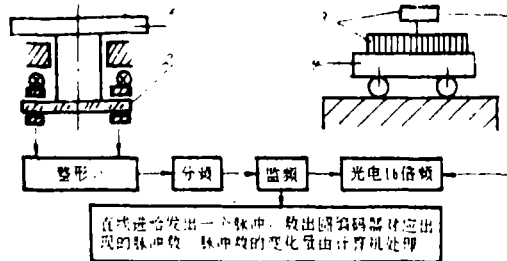 整形
分频
监频
光电16倍频
直线进给发出一个脉冲，数出圆编码器对应出
现的脉冲数，脉冲数的变化量由计算机处理